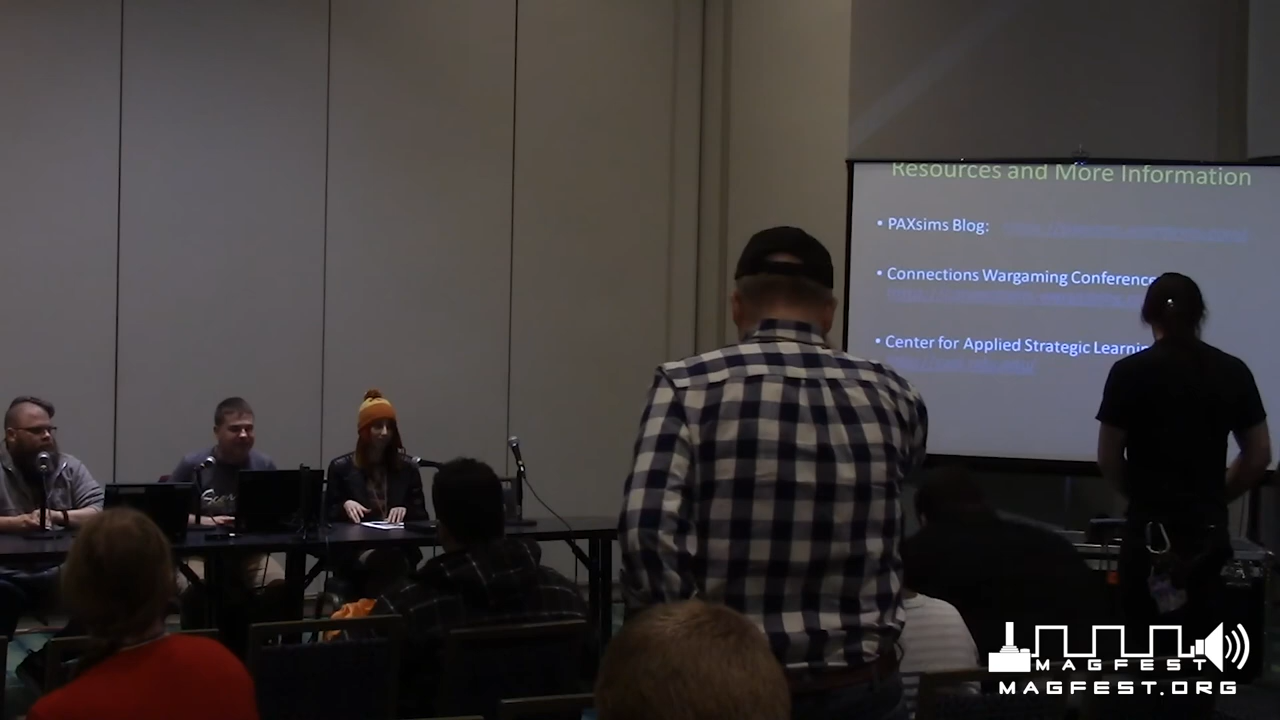 Resources and More Information
• PAXsims Blog:
• Connections Wargaming Conference
• Center for Applied Strategic Learnin
MAGFEST
MAGFEST.ORG